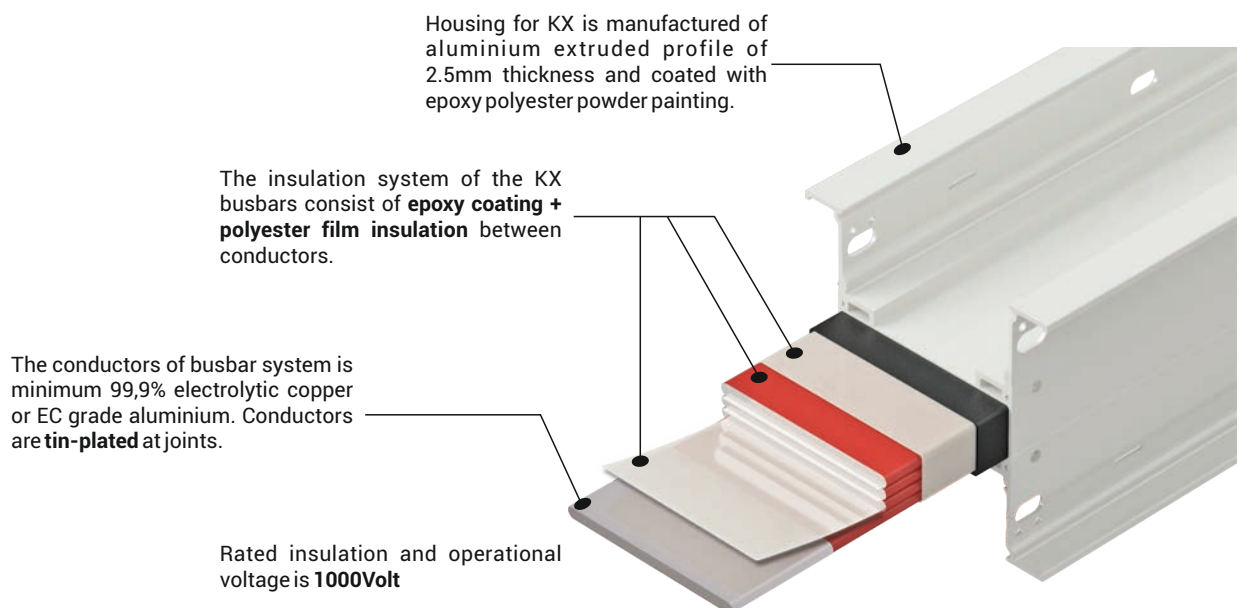 Housing for KX is manufactured of
aluminium extruded profile of
2.5mm thickness and coated with
epoxy polyester powder painting.
The insulation system of the KX
busbars consist of epoxy coating +
polyester film insulation between
conductors.
The conductors of busbar system is
minimum 99,9% electrolytic copper
or EC grade aluminium. Conductors
are tin-plated at joints.
Rated insulation and operational
voltage is 1000Volt